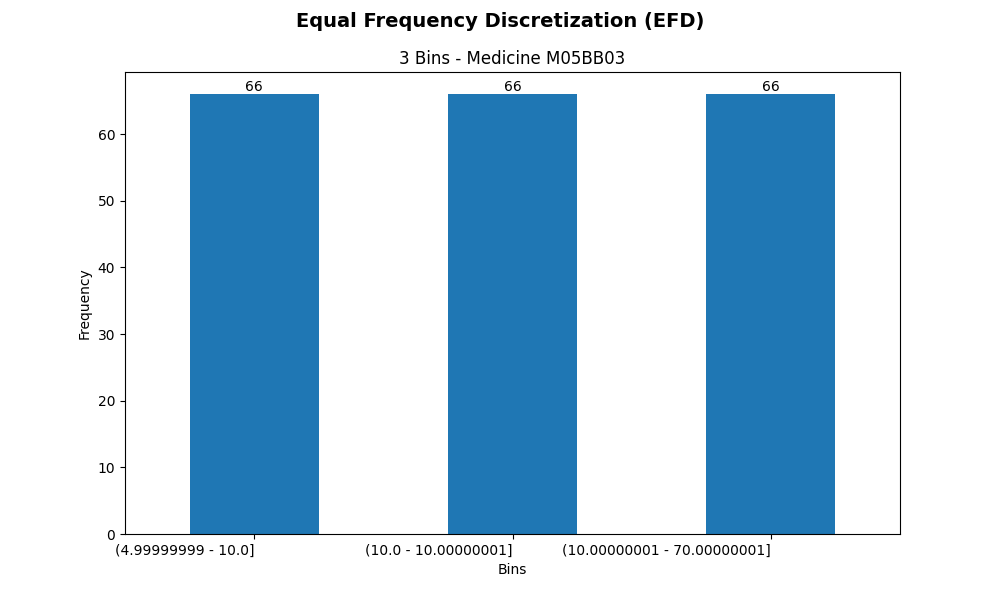 Equal Frequency Discretization (EFD)
3 Bins - Medicine M05BB03
66 66 66
Frequency
60
50
40
30
20
10
0
(4.99999999 - 10.0] (10.0 - 10.00000001] (10.00000001 - 70.00000001]
Bins